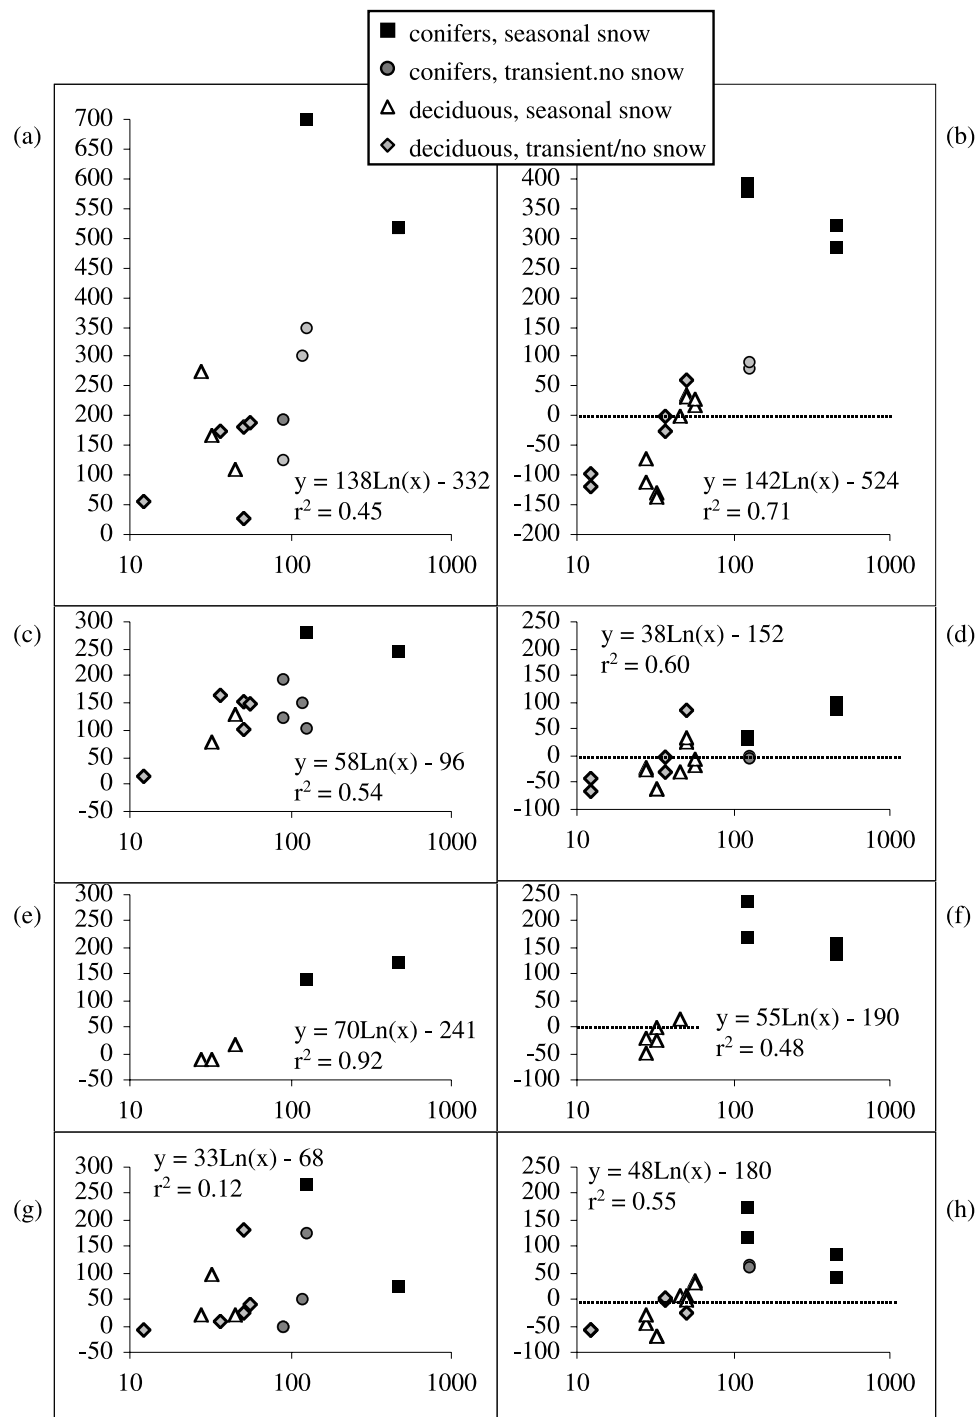 conifers, seasonal snow
conifers, transient.no snow
deciduous, seasonal snow
deciduous, transient/no snow
(a)
700
650
600
550
500
450
400
350
300
250
200
150
100
50
0
y = 138Ln(x) - 332
r² = 0.45
10 100 1000
(b)
400
350
300
250
200
150
100
50
0
-50
-100
-150
-200
y = 142Ln(x) - 524
r² = 0.71
10 100 1000
(c)
300
250
200
150
100
50
0
-50
y = 58Ln(x) - 96
r² = 0.54
10 100 1000
(d)
250
200
150
100
50
0
-50
-100
y = 38Ln(x) - 152
r² = 0.60
10 100 1000
(e)
300
250
200
150
100
50
0
-50
y = 70Ln(x) - 241
r² = 0.92
10 100 1000
(f)
250
200
150
100
50
0
-50
-100
y = 55Ln(x) - 190
r² = 0.48
10 100 1000
(g)
300
250
200
150
100
50
0
-50
y = 33Ln(x) - 68
r² = 0.12
10 100 1000
(h)
250
200
150
100
50
0
-50
-100
y = 48Ln(x) - 180
r² = 0.55
10 100 1000